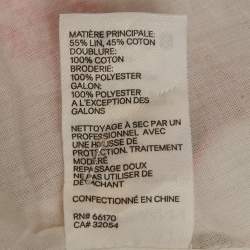 MATIÈRE PRINCIPALE:
55% LIN, 45% COTON
DOUBLURE:
100% COTON
BRODERIE:
100% POLYESTER
GALON:
100% POLYESTER
A L'EXCEPTION DES
GALONS
NETTOYAGE À SEC PAR UN
PROFESSIONNEL AVEC
UNE HOUSSE DE
PROTECTION, TRAITEMENT
MODÉRÉ
REPASSAGE DOUX
NE PAS UTILISER DE
DÉTACHANT
CONFECTIONNÉ EN CHINE
RN# 66170
CA# 32054